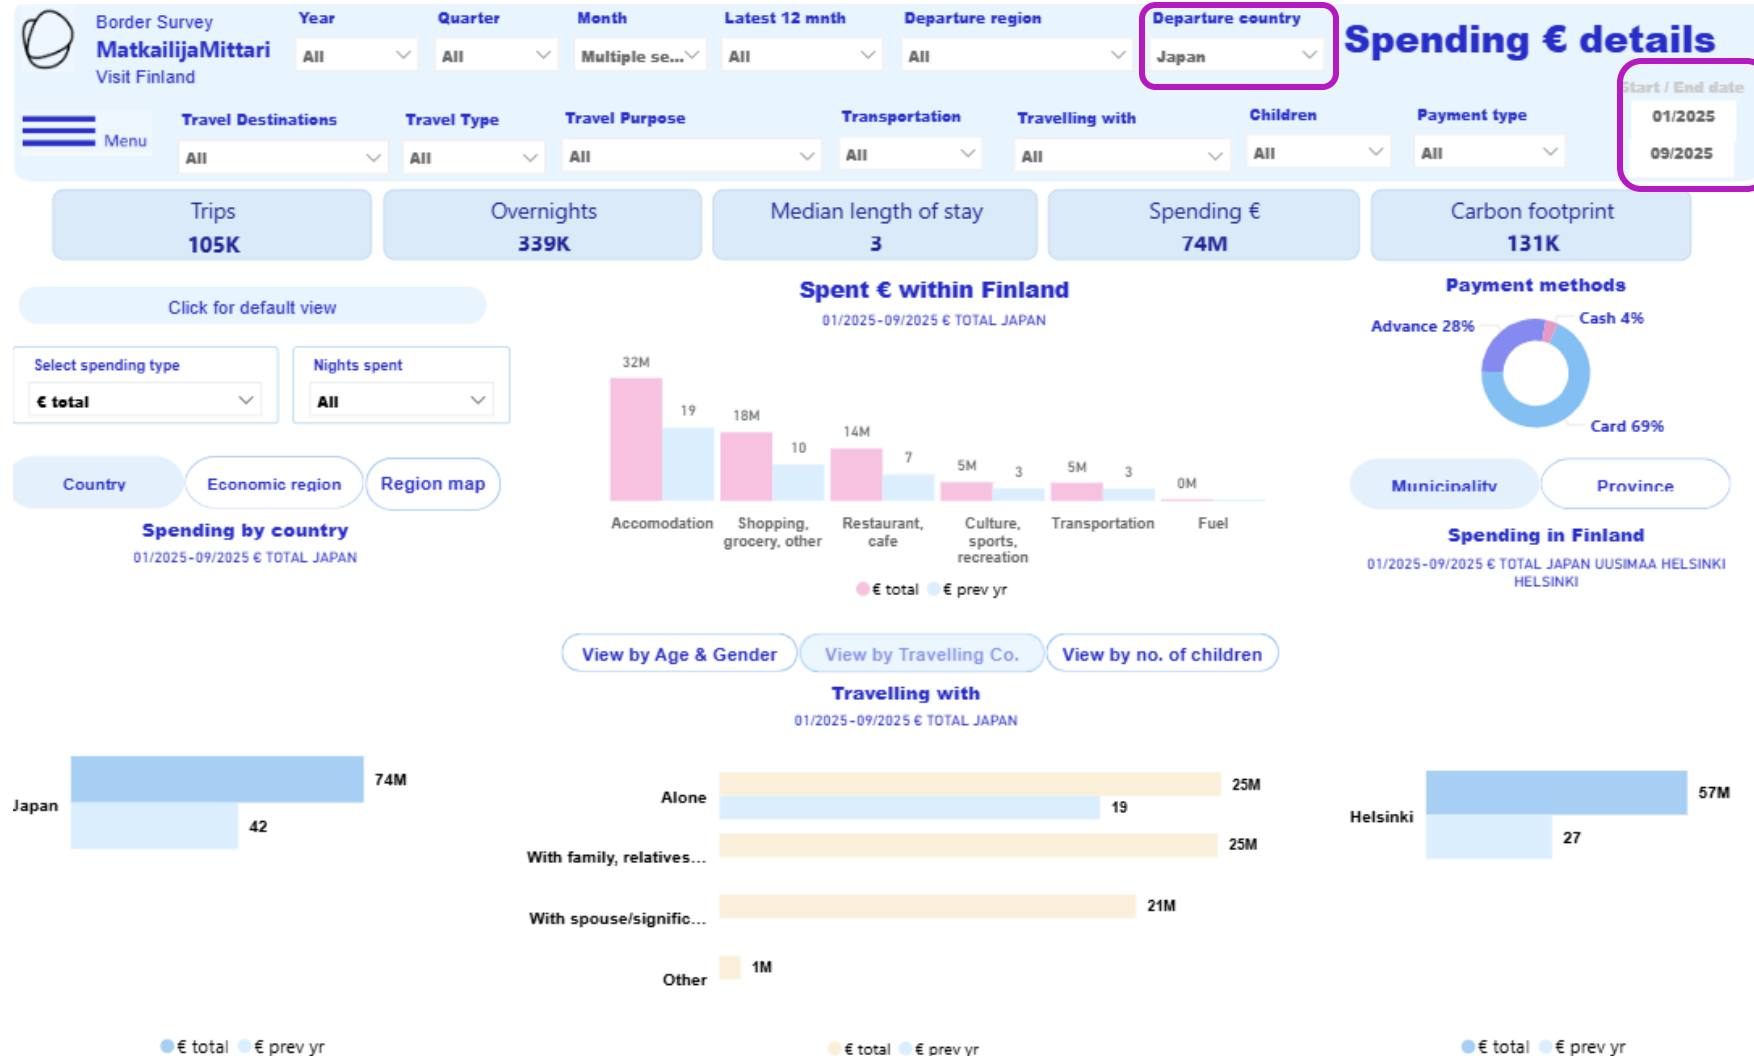 Border Survey
MatkailijaMittari
Visit Finland
Year
All
Quarter
All
Month
Multiple se...
Latest 12 mnth
All
Departure region
All
Departure country
Japan
Spending € details
Start / End date
01/2025
09/2025
Menu
Travel Destinations
All
Travel Type
All
Travel Purpose
All
Transportation
All
Travelling with
All
Children
All
Payment type
All
Trips
105K
Overnights
339K
Median length of stay
3
Spending €
74M
Carbon footprint
131K
Click for default view
Select spending type
€ total
Nights spent
All
Country
Economic region
Region map
Spending by country
01/2025-09/2025 € TOTAL JAPAN
Japan
74M
42
€ total
€ prev yr
Spent € within Finland
01/2025-09/2025 € TOTAL JAPAN
32M
19
18M
10
14M
7
5M
3
5M
3
0M
Accomodation
Shopping,
grocery, other
Restaurant,
cafe
Culture,
sports,
recreation
Transportation
Fuel
€ total
€ prev yr
View by Age & Gender
View by Travelling Co.
View by no. of children
Travelling with
01/2025-09/2025 € TOTAL JAPAN
Alone
25M
19
With family, relatives...
25M
With spouse/signific...
21M
Other
1M
€ total
€ prev yr
Payment methods
Advance 28%
Cash 4%
Card 69%
Municipality
Province
Spending in Finland
01/2025-09/2025 € TOTAL JAPAN UUSIMAA HELSINKI
HELSINKI
Helsinki
57M
27
€ total
€ prev yr